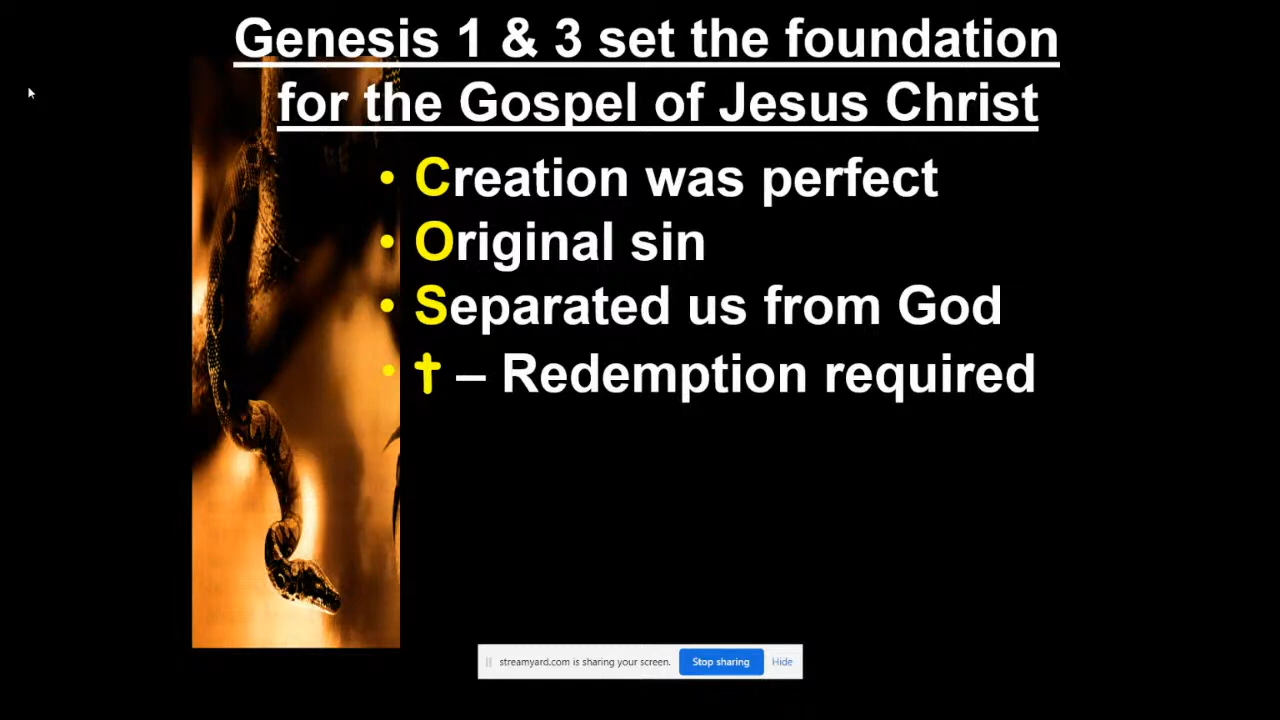 Genesis 1 & 3 set the foundation
for the Gospel of Jesus Christ
• Creation was perfect
• Original sin
• Separated us from God
• ✝ – Redemption required
streamyard.com is sharing your screen. Stop sharing Hide